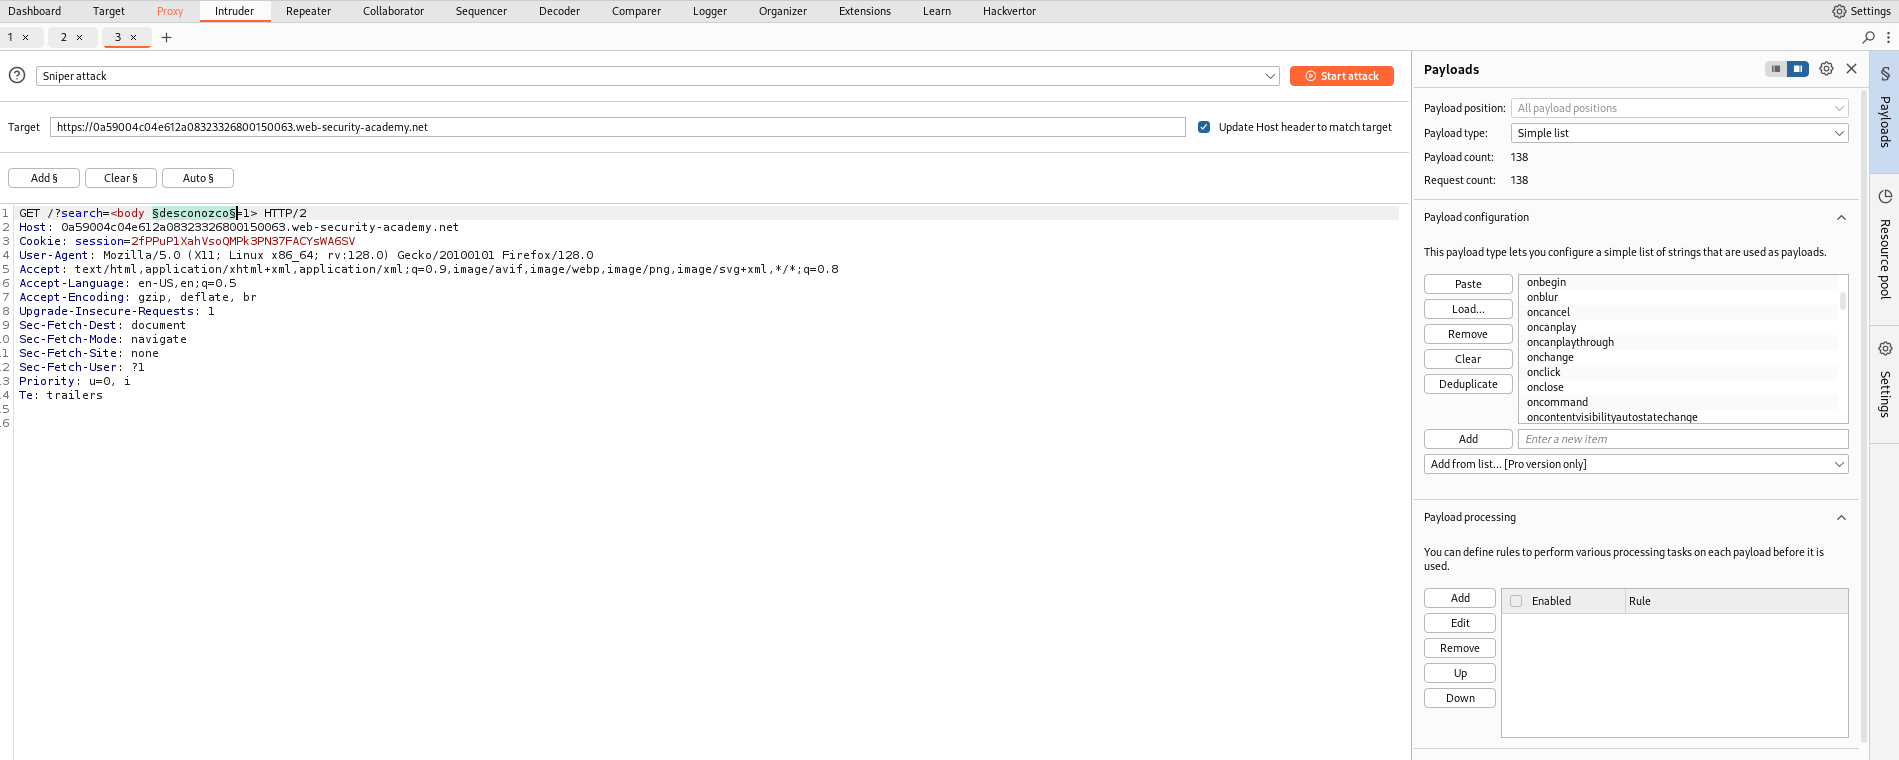 Dashboard Target Proxy Intruder Repeater Collaborator Sequencer Decoder Comparer Logger Organizer Extensions Learn Hackvertor Settings
1 × 2 × 3 × +
Sniper attack Start attack
Target https://0a59004c04e612a08323326800150063.web-security-academy.net Update Host header to match target
Add § Clear § Auto §
1 GET /?search=<body §desconozco§=1> HTTP/2
2 Host: 0a59004c04e612a08323326800150063.web-security-academy.net
3 Cookie: session=2fPPuPlXahVsoQMPk3PN37FACYsWA6SV
4 User-Agent: Mozilla/5.0 (X11; Linux x86_64; rv:128.0) Gecko/20100101 Firefox/128.0
5 Accept: text/html,application/xhtml+xml,application/xml;q=0.9,image/avif,image/webp,image/png,image/svg+xml,*/*;q=0.8
6 Accept-Language: en-US,en;q=0.5
7 Accept-Encoding: gzip, deflate, br
8 Upgrade-Insecure-Requests: 1
9 Sec-Fetch-Dest: document
.0 Sec-Fetch-Mode: navigate
.1 Sec-Fetch-Site: none
.2 Sec-Fetch-User: ?1
.3 Priority: u=0, i
.4 Te: trailers
.5
.6
Payloads
Payload position: All payload positions
Payload type: Simple list
Payload count: 138
Request count: 138
Payload configuration
This payload type lets you configure a simple list of strings that are used as payloads.
Paste
Load...
Remove
Clear
Deduplicate
onbegin
onblur
oncancel
oncanplay
oncanplaythrough
onchange
onclick
onclose
oncommand
oncontentvisibilityautostatechange
Add Enter a new item
Add from list... [Pro version only]
Payload processing
You can define rules to perform various processing tasks on each payload before it is
used.
Add
Edit
Remove
Up
Down
Enabled Rule
§ Payloads
Resource pool
Settings